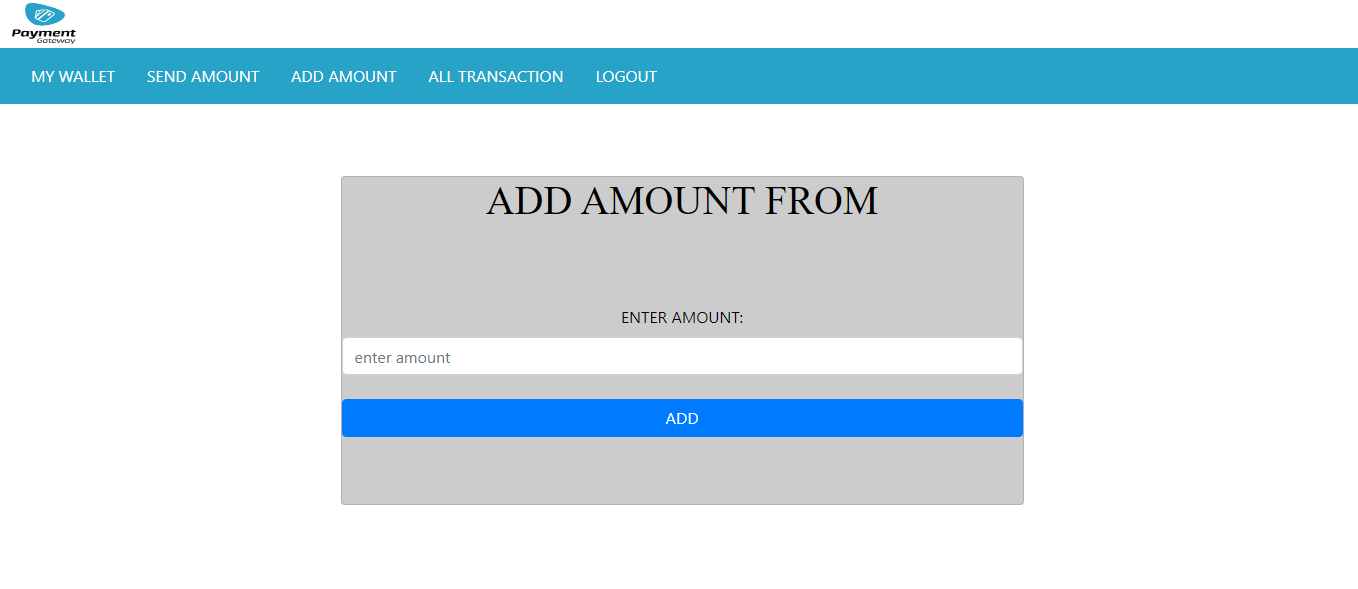 Payment
Gateway
MY WALLET SEND AMOUNT ADD AMOUNT ALL TRANSACTION LOGOUT
ADD AMOUNT FROM
ENTER AMOUNT:
enter amount
ADD